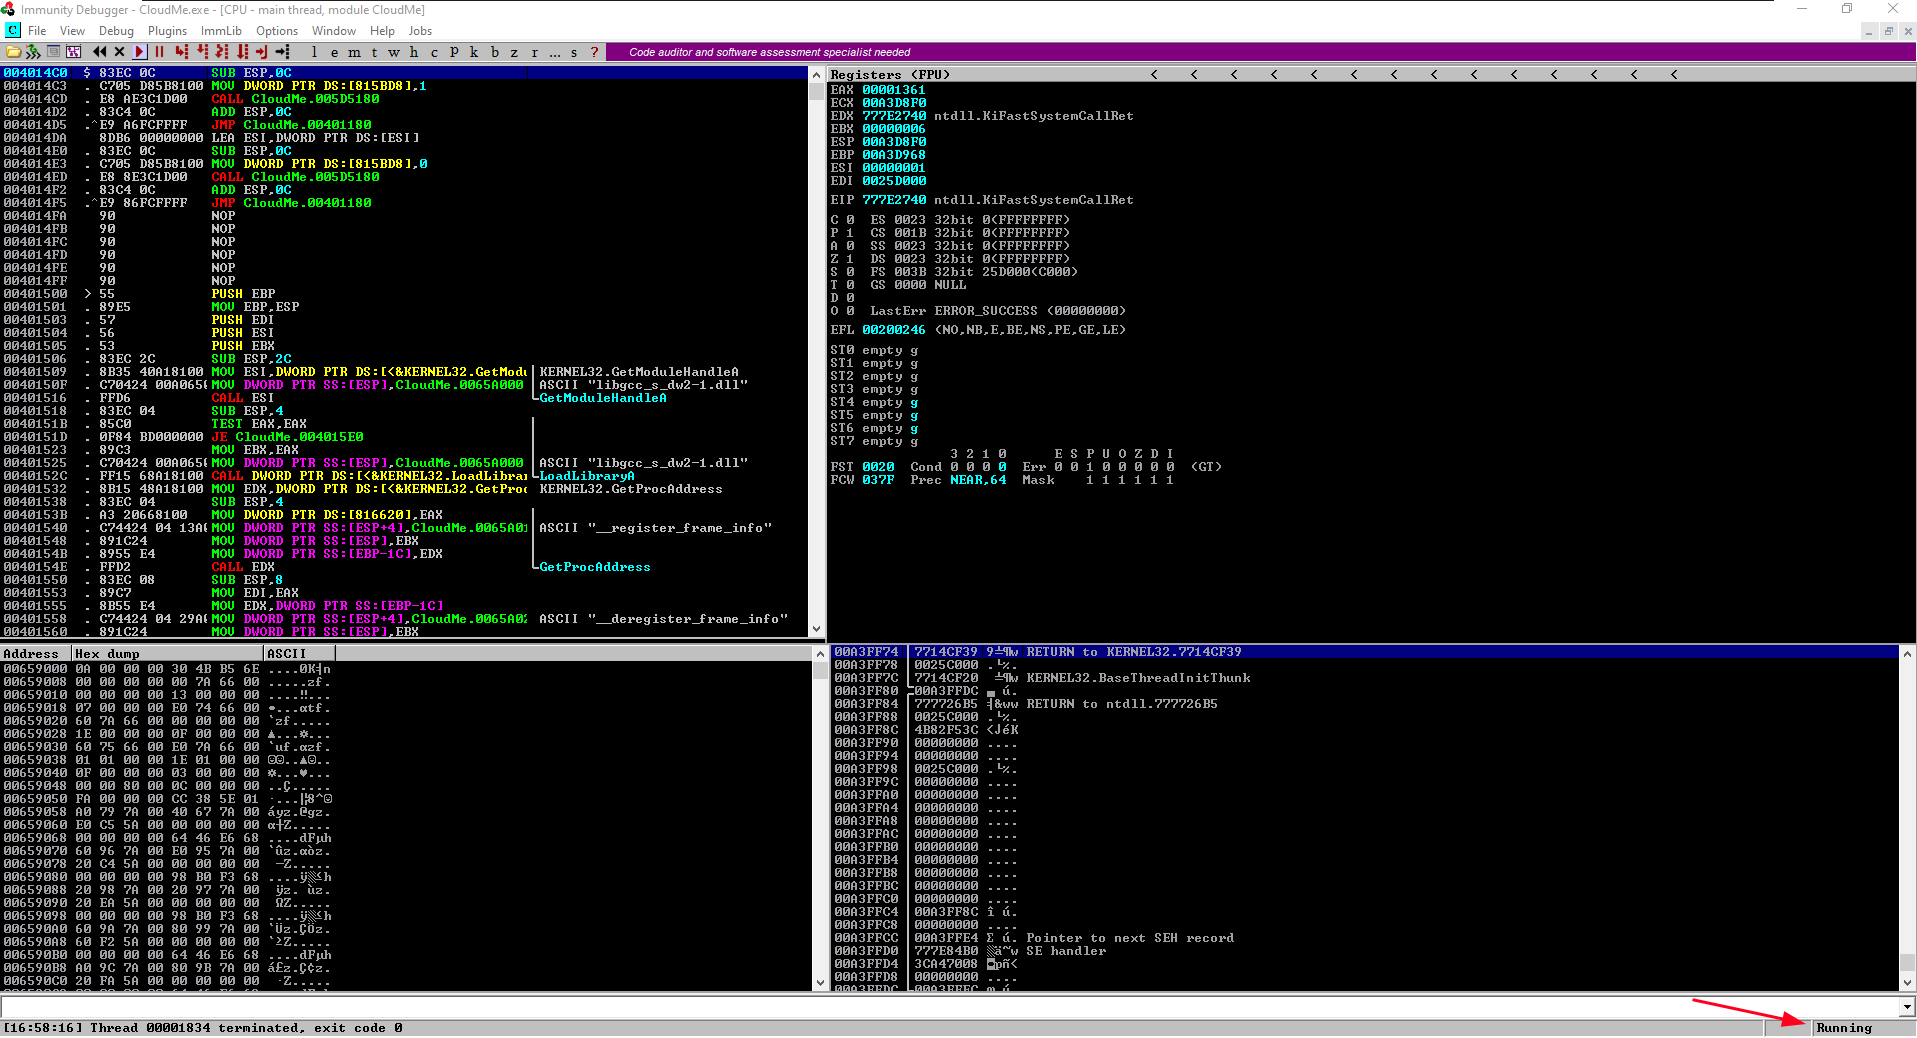 Immunity Debugger - CloudMe.exe - [CPU - main thread, module CloudMe]
C File View Debug Plugins ImmLib Options Window Help Jobs
l e m t w h c p k b z r ... s ? Code auditor and software assessment specialist needed
004014C0 $ 83EC 0C SUB ESP,0C
004014C3 . C705 D85B8100 MOV DWORD PTR DS:[815BD8],1
004014CD . E8 AE3C1D00 CALL CloudMe.005D5180
004014D2 . 83C4 0C ADD ESP,0C
004014D5 .^E9 A6FCFFFF JMP CloudMe.00401180
004014DA 8DB6 00000000 LEA ESI,DWORD PTR DS:[ESI]
004014E0 . 83EC 0C SUB ESP,0C
004014E3 . C705 D85B8100 MOV DWORD PTR DS:[815BD8],0
004014ED . E8 8E3C1D00 CALL CloudMe.005D5180
004014F2 . 83C4 0C ADD ESP,0C
004014F5 .^E9 86FCFFFF JMP CloudMe.00401180
004014FA 90 NOP
004014FB 90 NOP
004014FC 90 NOP
004014FD 90 NOP
004014FE 90 NOP
004014FF 90 NOP
00401500 > 55 PUSH EBP
00401501 . 89E5 MOV EBP,ESP
00401503 . 57 PUSH EDI
00401504 . 56 PUSH ESI
00401505 . 53 PUSH EBX
00401506 . 83EC 2C SUB ESP,2C
00401509 . 8B35 40A18100 MOV ESI,DWORD PTR DS:[<&KERNEL32.GetModu KERNEL32.GetModuleHandleA
0040150F . C70424 00A065 MOV DWORD PTR SS:[ESP],CloudMe.0065A000 ASCII "libgcc_s_dw2-1.dll"
00401516 . FFD6 CALL ESI GetModuleHandleA
00401518 . 83EC 04 SUB ESP,4
0040151B . 85C0 TEST EAX,EAX
0040151D . 0F84 BD000000 JE CloudMe.004015E0
00401523 . 89C3 MOV EBX,EAX
00401525 . C70424 00A065 MOV DWORD PTR SS:[ESP],CloudMe.0065A000 ASCII "libgcc_s_dw2-1.dll"
0040152C . FF15 68A18100 CALL DWORD PTR DS:[<&KERNEL32.LoadLibrar LoadLibraryA
00401532 . 8B15 48A18100 MOV EDX,DWORD PTR DS:[<&KERNEL32.GetProc KERNEL32.GetProcAddress
00401538 . 83EC 04 SUB ESP,4
0040153B . A3 20668100 MOV DWORD PTR DS:[816620],EAX
00401540 . C74424 04 13A0 MOV DWORD PTR SS:[ESP+4],CloudMe.0065A01 ASCII "__register_frame_info"
00401548 . 891C24 MOV DWORD PTR SS:[ESP],EBX
0040154B . 8955 E4 MOV DWORD PTR SS:[EBP-1C],EDX
0040154E . FFD2 CALL EDX GetProcAddress
00401550 . 83EC 08 SUB ESP,8
00401553 . 89C7 MOV EDI,EAX
00401555 . 8B55 E4 MOV EDX,DWORD PTR SS:[EBP-1C]
00401558 . C74424 04 29A0 MOV DWORD PTR SS:[ESP+4],CloudMe.0065A02 ASCII "__deregister_frame_info"
00401560 . 891C24 MOV DWORD PTR SS:[ESP],EBX
Registers (FPU) < < < < < < < < < < < < < <
EAX 00001361
ECX 00A3D8F0
EDX 777E2740 ntdll.KiFastSystemCallRet
EBX 00000006
ESP 00A3D8F0
EBP 00A3D968
ESI 00000001
EDI 0025D000
EIP 777E2740 ntdll.KiFastSystemCallRet
C 0 ES 0023 32bit 0(FFFFFFFF)
P 1 CS 001B 32bit 0(FFFFFFFF)
A 0 SS 0023 32bit 0(FFFFFFFF)
Z 1 DS 0023 32bit 0(FFFFFFFF)
S 0 FS 003B 32bit 25D000(C000)
T 0 GS 0000 NULL
D 0
O 0 LastErr ERROR_SUCCESS (00000000)
EFL 00200246 (NO,NB,E,BE,NS,PE,GE,LE)
ST0 empty g
ST1 empty g
ST2 empty g
ST3 empty g
ST4 empty g
ST5 empty g
ST6 empty g
ST7 empty g
3 2 1 0 E S P U O Z D I
FST 0020 Cond 0 0 0 0 Err 0 0 1 0 0 0 0 0 (GT)
FCW 037F Prec NEAR,64 Mask 1 1 1 1 1 1
Address Hex dump ASCII
00659000 0A 00 00 00 30 4B B5 6E
00659008 00 00 00 00 00 7A 66 00 .....zf.
00659010 00 00 00 00 13 00 00 00 ....‼...
00659018 07 00 00 00 E0 74 66 00 •...αtf.
00659020 60 7A 66 00 00 00 00 00 `zf.....
00659028 1E 00 00 00 0F 00 00 00 ▲...☼...
00659030 60 75 66 00 E0 7A 66 00 `uf.αzf.
00659038 01 01 00 00 1E 01 00 00 ☺☺..▲☺..
00659040 0F 00 00 00 03 00 00 00 ☼...♥...
00659048 00 00 80 00 0C 00 00 00
00659050 FA 00 00 00 CC 38 5E 01
00659058 A0 79 7A 00 40 67 7A 00 áyz.@gz.
00659060 E0 C5 5A 00 00 00 00 00 α┼Z.....
00659068 00 00 00 00 64 46 E6 68 ....dFµh
00659070 60 96 7A 00 E0 95 7A 00 `ûz.αòz.
00659078 20 C4 5A 00 00 00 00 00 ─Z.....
00659080 00 00 00 00 98 B0 F3 68 ....ÿ░≤h
00659088 20 98 7A 00 20 97 7A 00 ÿz. ùz.
00659090 20 EA 5A 00 00 00 00 00 ΩZ.....
00659098 00 00 00 00 98 B0 F3 68 ....ÿ░≤h
006590A0 60 9A 7A 00 80 99 7A 00 `Üz.ÇÖz.
006590A8 60 F2 5A 00 00 00 00 00 `≥Z.....
006590B0 00 00 00 00 64 46 E6 68 ....dFµh
006590B8 A0 9C 7A 00 80 9B 7A 00 á£z.Ç¢z.
006590C0 20 FA 5A 00 00 00 00 00 ·Z.....
00A3FF74 7714CF39 RETURN to KERNEL32.7714CF39
00A3FF78 0025C000 .└%.
00A3FF7C 7714CF20 KERNEL32.BaseThreadInitThunk
00A3FF80 00A3FFDC ▄ ú.
00A3FF84 777726B5 ╡&ww RETURN to ntdll.777726B5
00A3FF88 0025C000 .└%.
00A3FF8C 4B82F53C <JéK
00A3FF90 00000000 ....
00A3FF94 00000000 ....
00A3FF98 0025C000 .└%.
00A3FF9C 00000000 ....
00A3FFA0 00000000 ....
00A3FFA4 00000000 ....
00A3FFA8 00000000 ....
00A3FFAC 00000000 ....
00A3FFB0 00000000 ....
00A3FFB4 00000000 ....
00A3FFB8 00000000 ....
00A3FFBC 00000000 ....
00A3FFC0 00000000 ....
00A3FFC4 00A3FF8C î ú.
00A3FFC8 00000000 ....
00A3FFCC 00A3FFE4 Σ ú. Pointer to next SEH record
00A3FFD0 777E84B0 ░ä~w SE handler
00A3FFD4 3CA47008 ◘pñ<
00A3FFD8 00000000 ....
00A3FFDC 00A3FFEC
[16:58:16] Thread 00001834 terminated, exit code 0 Running